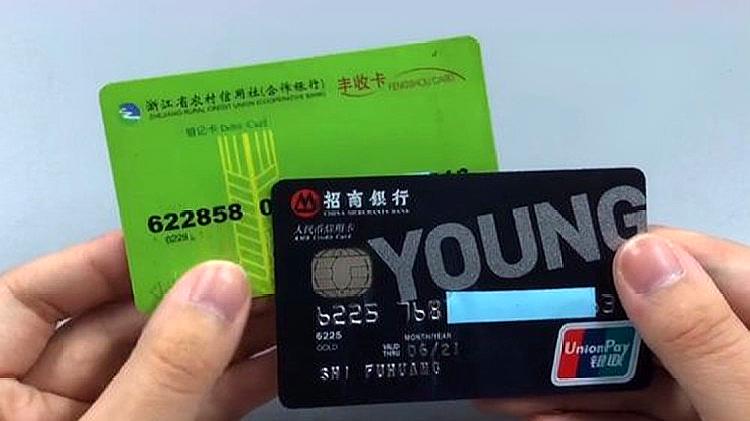 浙江省农村信用社(合作银行)
ZHEJIANG RURAL CREDIT UNION (COOPERATIVE BANK)
丰收卡
FENGSHOU CARD
借记卡 Debit Card
622858 0
0228
招商银行
CHINA MERCHANTS BANK
人民币信用卡
RMB Credit Card
YOUNG
6225 768 3
6225
GOLD
MONTH/YEAR
VALID
THRU 06/21
SHI FUHUANG
UnionPay
银联